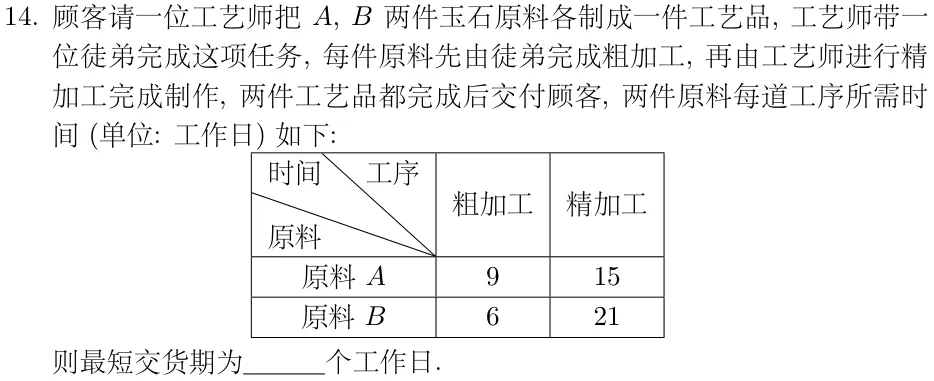 14. 顾客请一位工艺师把 A, B 两件玉石原料各制成一件工艺品, 工艺师带一
位徒弟完成这项任务, 每件原料先由徒弟完成粗加工, 再由工艺师进行精
加工完成制作, 两件工艺品都完成后交付顾客, 两件原料每道工序所需时
间 (单位: 工作日) 如下:
时间 工序 粗加工 精加工
原料
原料 A 9 15
原料 B 6 21
则最短交货期为______个工作日.